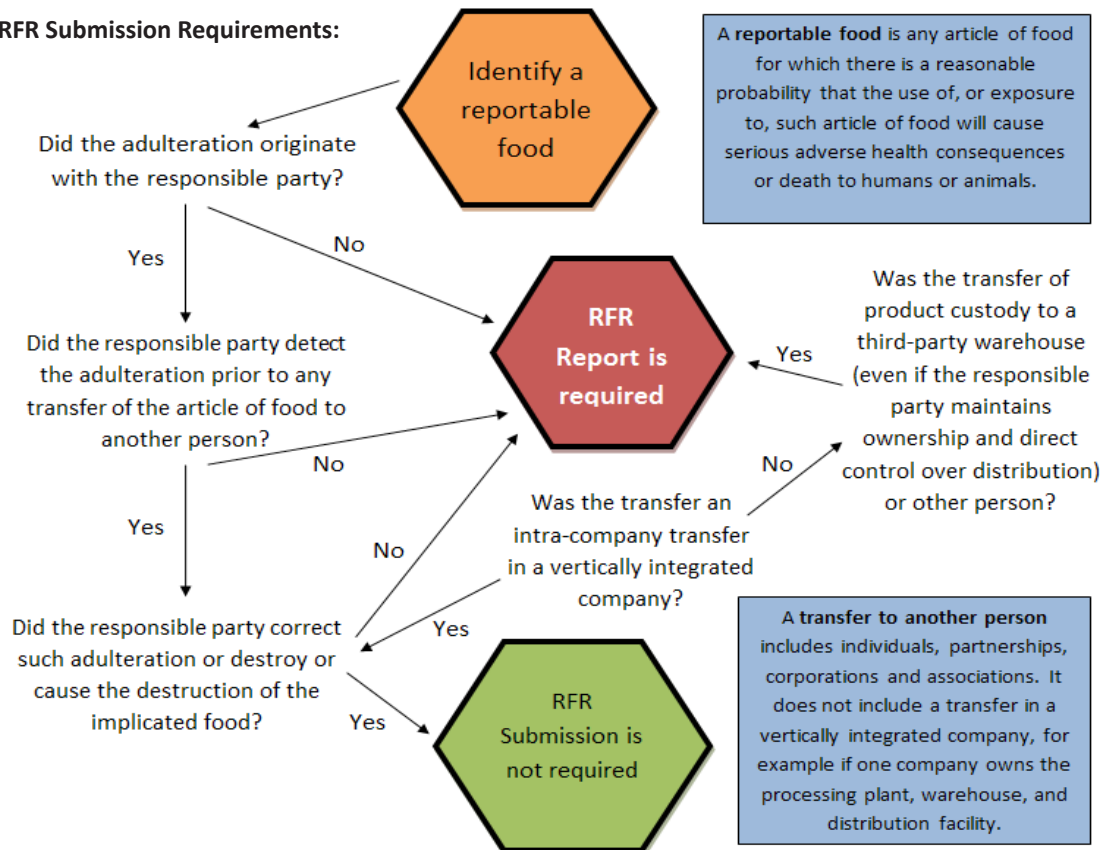 RFR Submission Requirements:
Identify a
reportable
food
A reportable food is any article of food
for which there is a reasonable
probability that the use of, or exposure
to, such article of food will cause
serious adverse health consequences
or death to humans or animals.
Did the adulteration originate
with the responsible party?
Yes
No
Did the responsible party detect
the adulteration prior to any
transfer of the article of food to
another person?
RFR
Report is
required
Yes
Was the transfer of
product custody to a
third-party warehouse
(even if the responsible
party maintains
ownership and direct
control over distribution)
or other person?
No
Yes
No
No
Was the transfer an
intra-company transfer
in a vertically integrated
company?
Yes
Did the responsible party correct
such adulteration or destroy or
cause the destruction of the
implicated food?
Yes
RFR
Submission is
not required
A transfer to another person
includes individuals, partnerships,
corporations and associations. It
does not include a transfer in a
vertically integrated company, for
example if one company owns the
processing plant, warehouse, and
distribution facility.